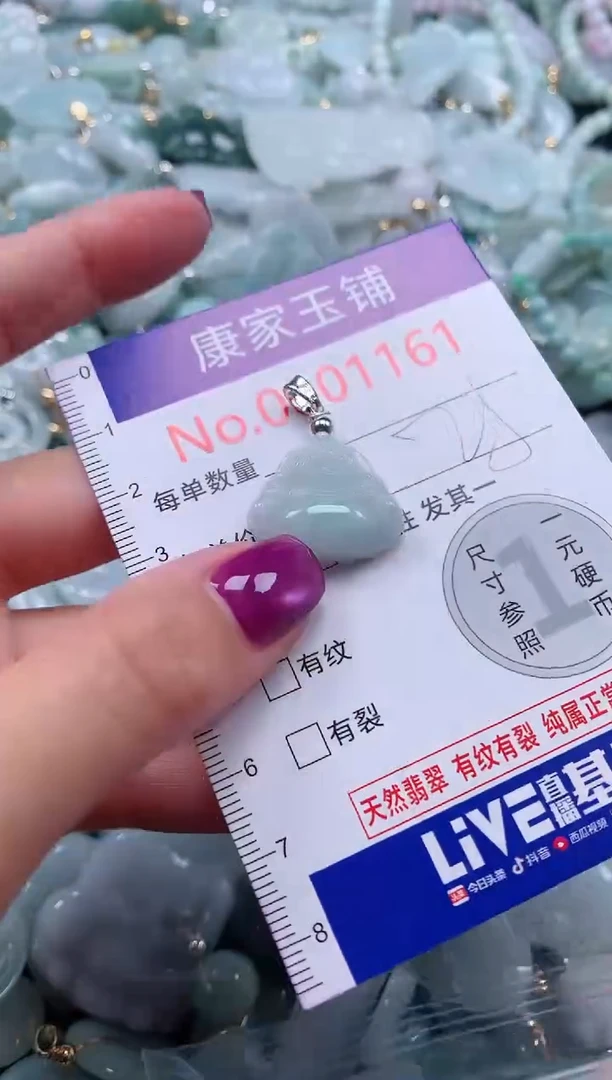 康家玉铺
No.0001161
每单数量
发其一
0
1
2
3
6
7
8
尺寸参照
1
一元硬币
有纹
有裂
天然翡翠 有纹有裂 纯属正常
LiVE直播基
头条 今日头条 抖音 西瓜视频